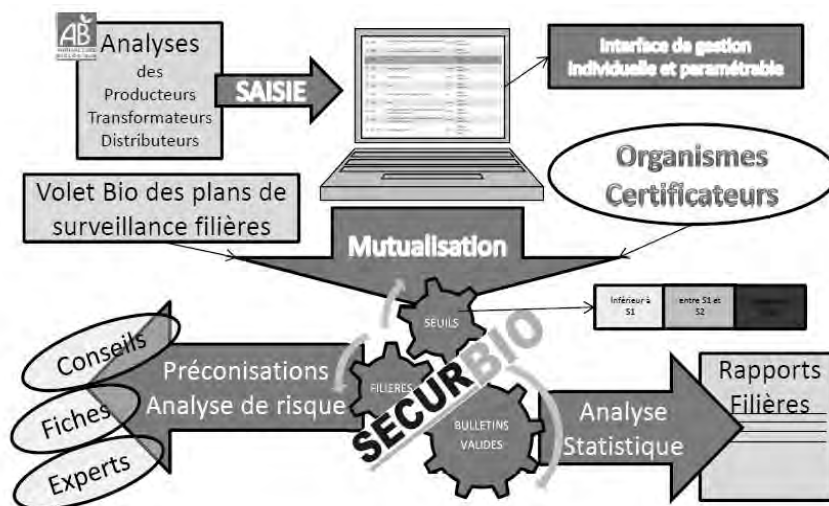 AB
Analyses
des
Producteurs
Transformateurs
Distributeurs
SAISIE
Interface de gestion
individuelle et paramétrable
Organismes
Certificateurs
Volet Bio des plans de
surveillance filières
Mutualisation
SEUILS
Inférieur à
S1
entre S1 et
S2
Conseils
Fiches
Experts
Préconisations
Analyse de risque
FILIERES
SECURBIO
BULLETINS
VALIDES
Analyse
Statistique
Rapports
Filières